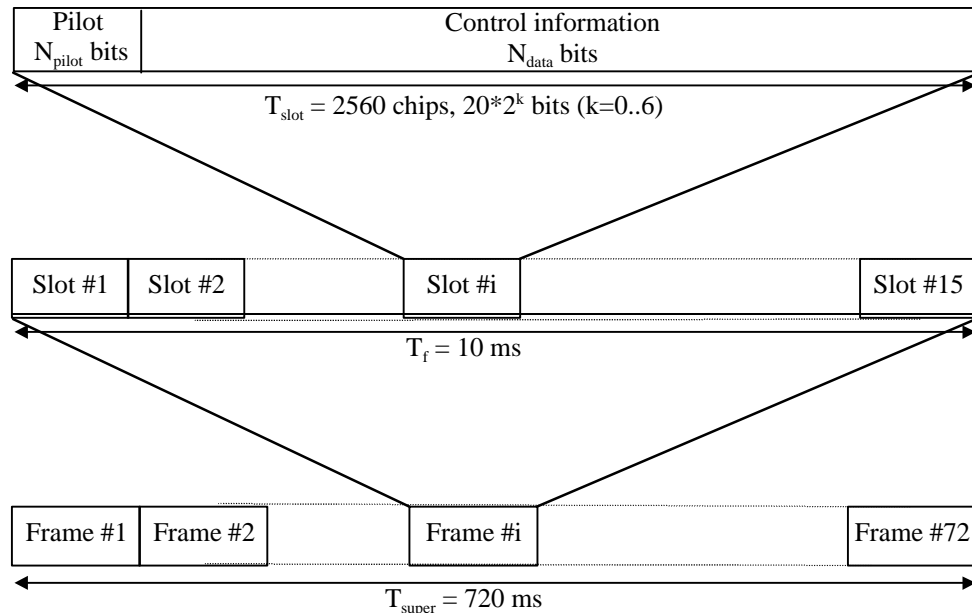 Pilot
N_pilot bits
Control information
N_data bits
T_slot = 2560 chips, 20*2^k bits (k=0..6)
Slot #1 Slot #2 Slot #i Slot #15
T_f = 10 ms
Frame #1 Frame #2 Frame #i Frame #72
T_super = 720 ms